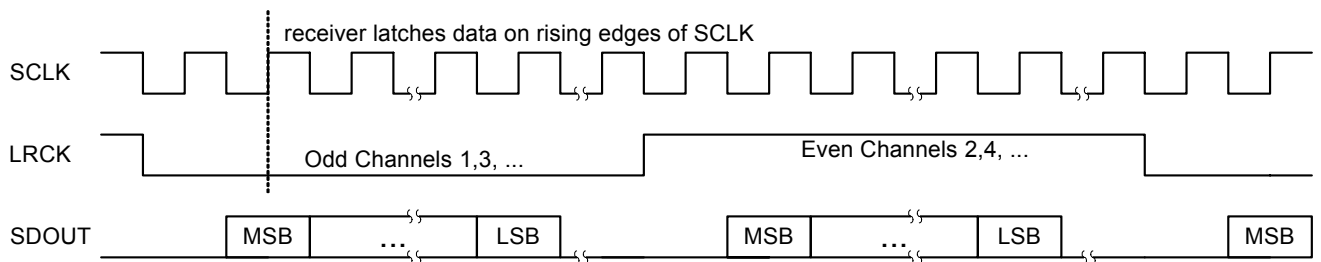 receiver latches data on rising edges of SCLK
SCLK
LRCK
Odd Channels 1,3, ...
Even Channels 2,4, ...
SDOUT
MSB
...
LSB
MSB
...
LSB
MSB